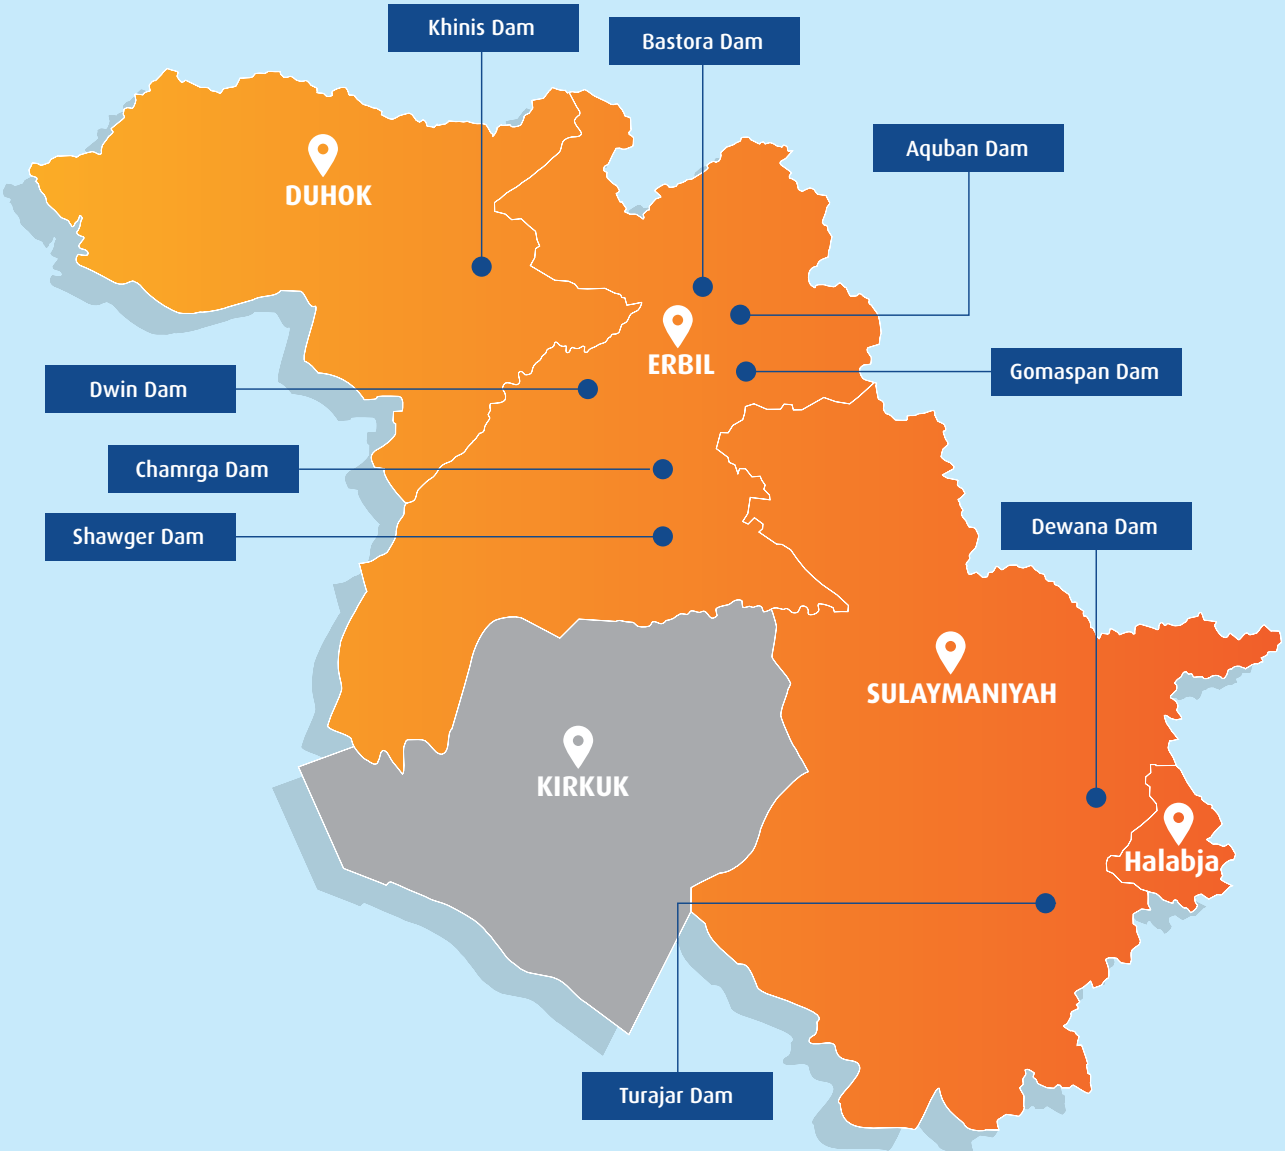 Khinis Dam
Bastora Dam
Aquban Dam
DUHOK
ERBIL
Gomaspan Dam
Dwin Dam
Chamrga Dam
Shawger Dam
Dewana Dam
SULAYMANIYAH
KIRKUK
Halabja
Turajar Dam